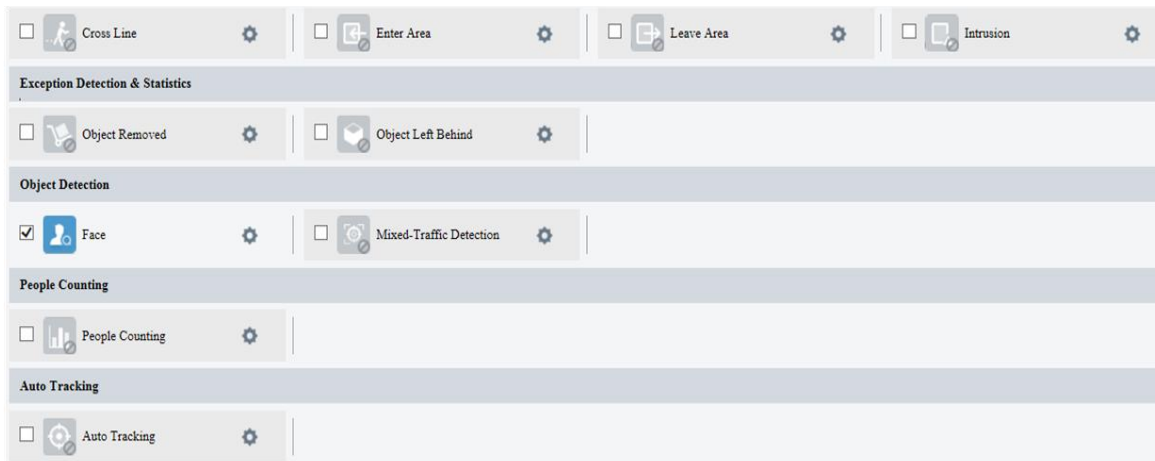 Cross Line Enter Area Leave Area Intrusion
Exception Detection & Statistics
Object Removed Object Left Behind
Object Detection
Face Mixed-Traffic Detection
People Counting
People Counting
Auto Tracking
Auto Tracking